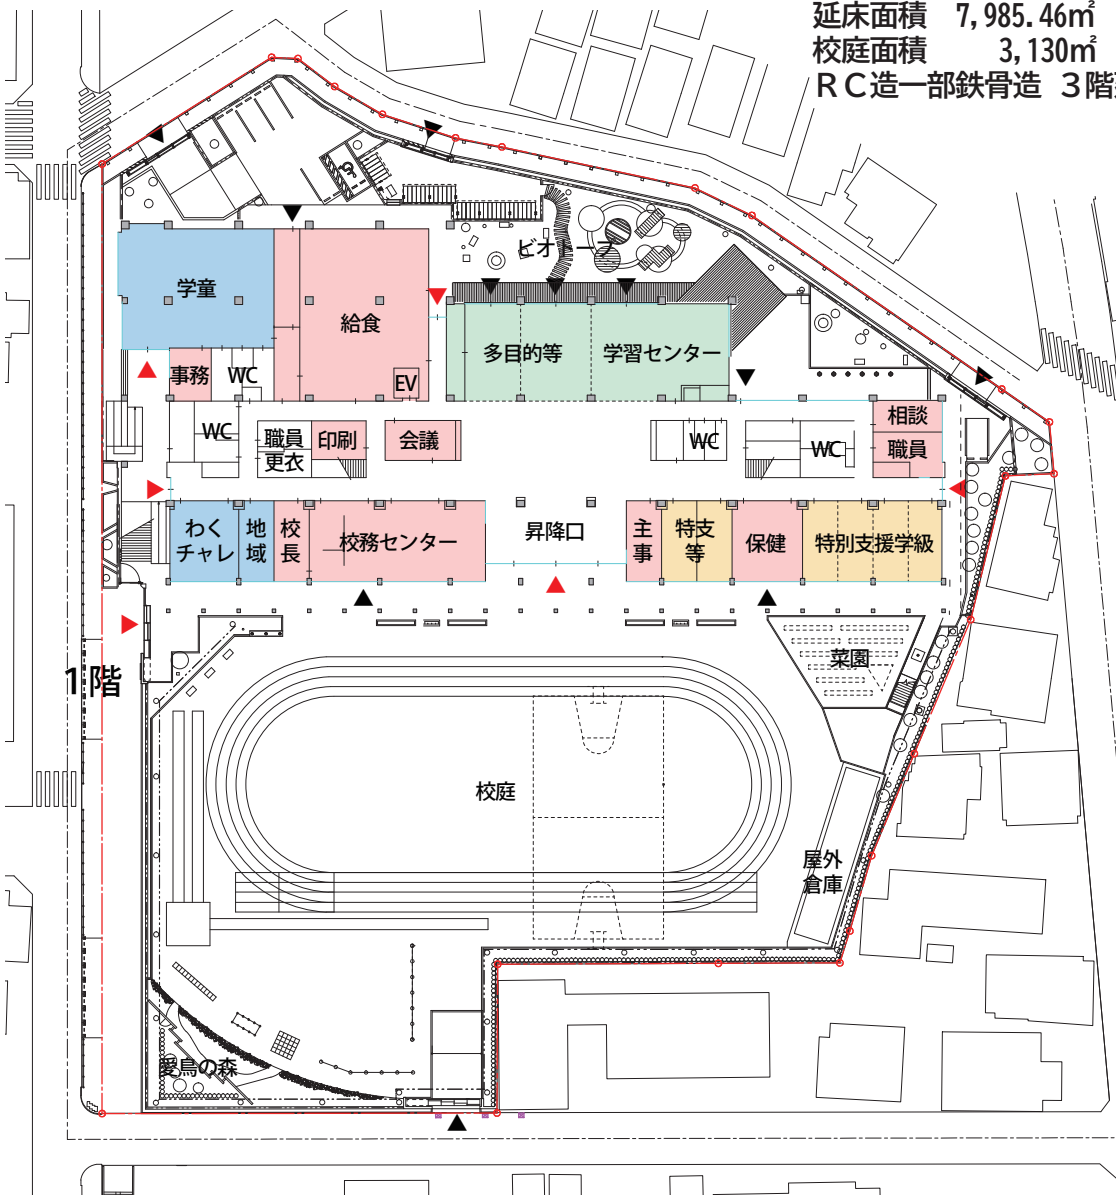 延床面積 7,985.46㎡
校庭面積 3,130㎡
RC造一部鉄骨造 3階
ビオトープ
学童
給食
多目的等
学習センター
事務
WC
EV
相談
WC
職員
更衣
印刷
会議
WC
WC
職員
わく
チャレ
地
域
校
長
校務センター
昇降口
主
事
特支
等
保健
特別支援学級
菜園
1階
校庭
屋外
倉庫
愛鳥の森